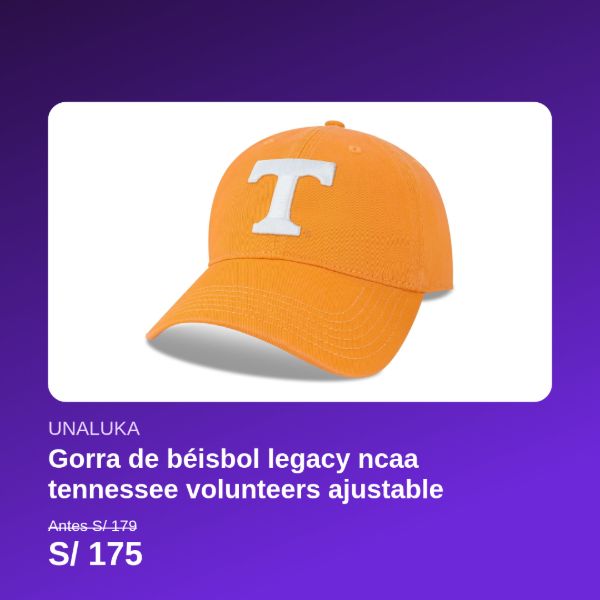 T
UNALUKA
Gorra de béisbol legacy ncaa
tennessee volunteers ajustable
Antes S/ 179
S/ 175